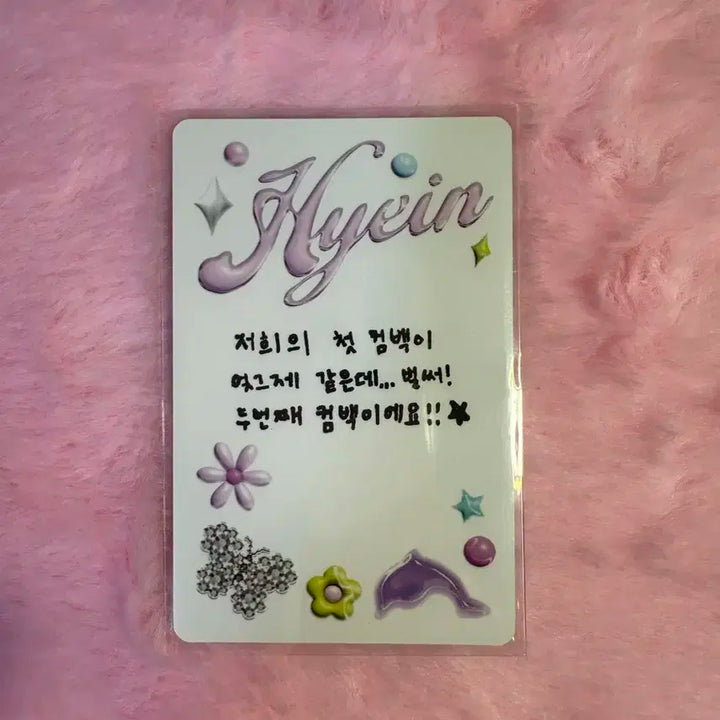 Hyein
저희의 첫 컴백이
엊그제 같은데... 벌써!
두번째 컴백이에요!! ★